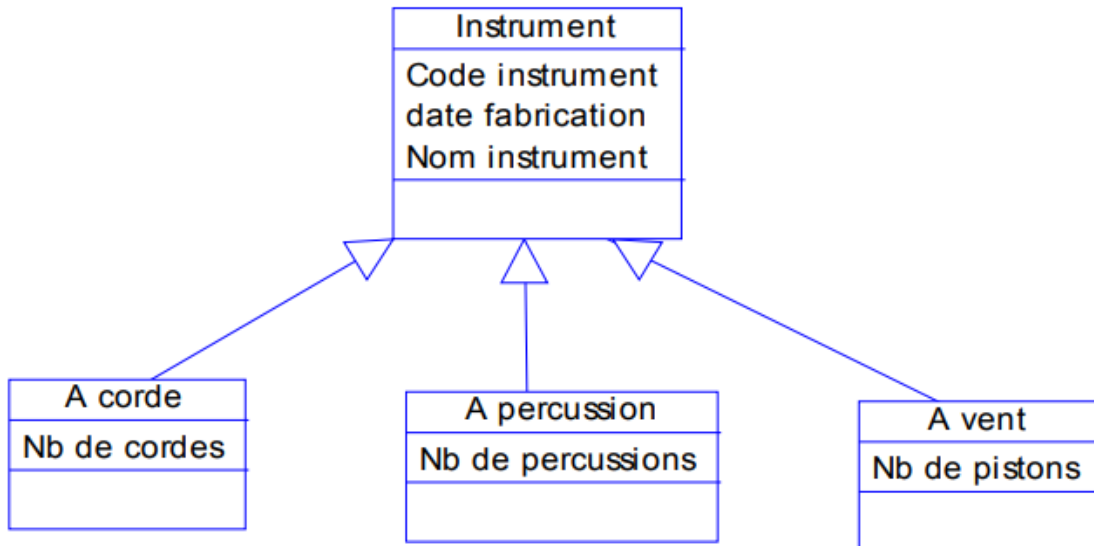 Instrument
Code instrument
date fabrication
Nom instrument
A corde
Nb de cordes
A percussion
Nb de percussions
A vent
Nb de pistons